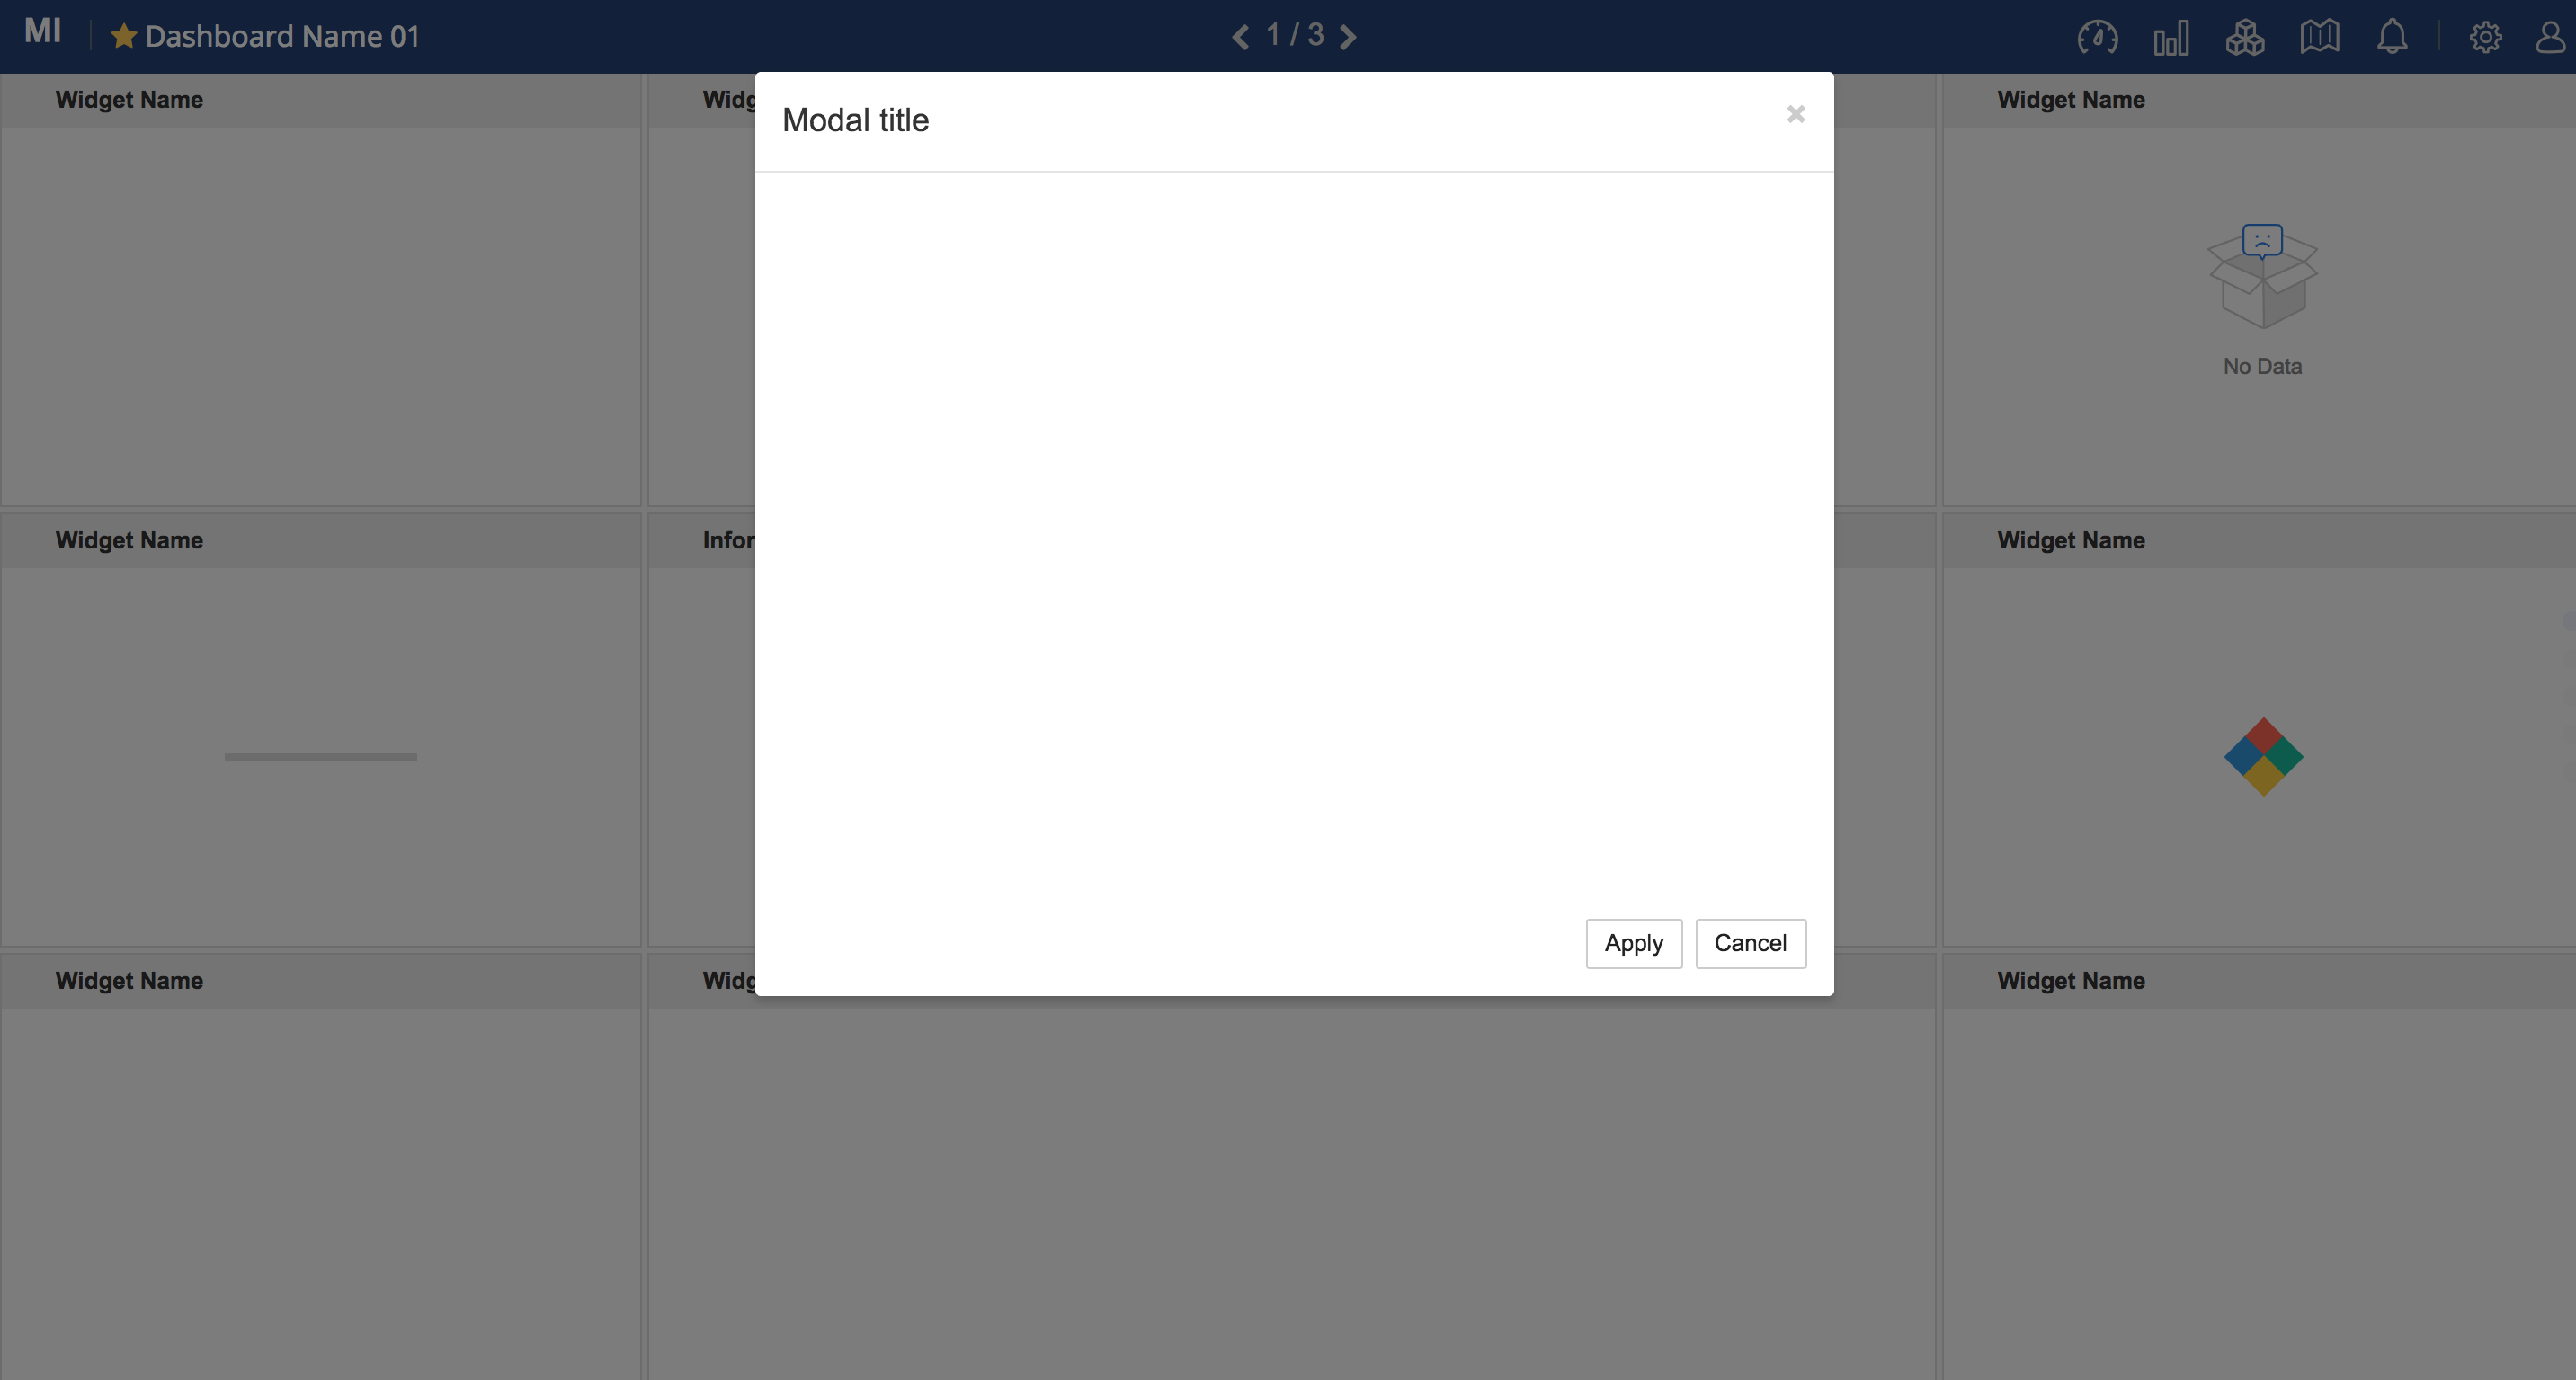 MI
Dashboard Name 01
1 / 3
Widget Name
Widg
Widget Name
Modal title
No Data
Widget Name
Infor
Widget Name
Apply
Cancel
Widget Name
Widg
Widget Name